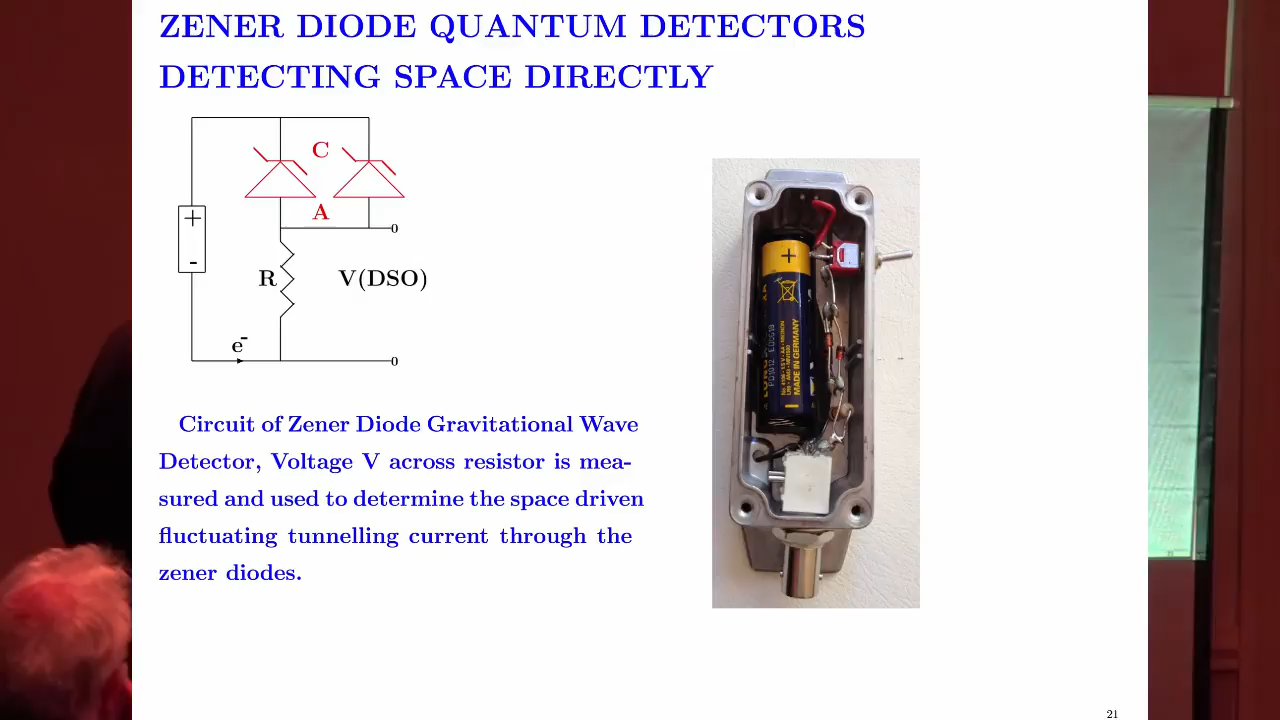 ZENER DIODE QUANTUM DETECTORS
DETECTING SPACE DIRECTLY
C
A
+
-
R
V(DSO)
e-
0
0
+
MADE IN GERMANY
Circuit of Zener Diode Gravitational Wave
Detector, Voltage V across resistor is mea-
sured and used to determine the space driven
fluctuating tunnelling current through the
zener diodes.
21